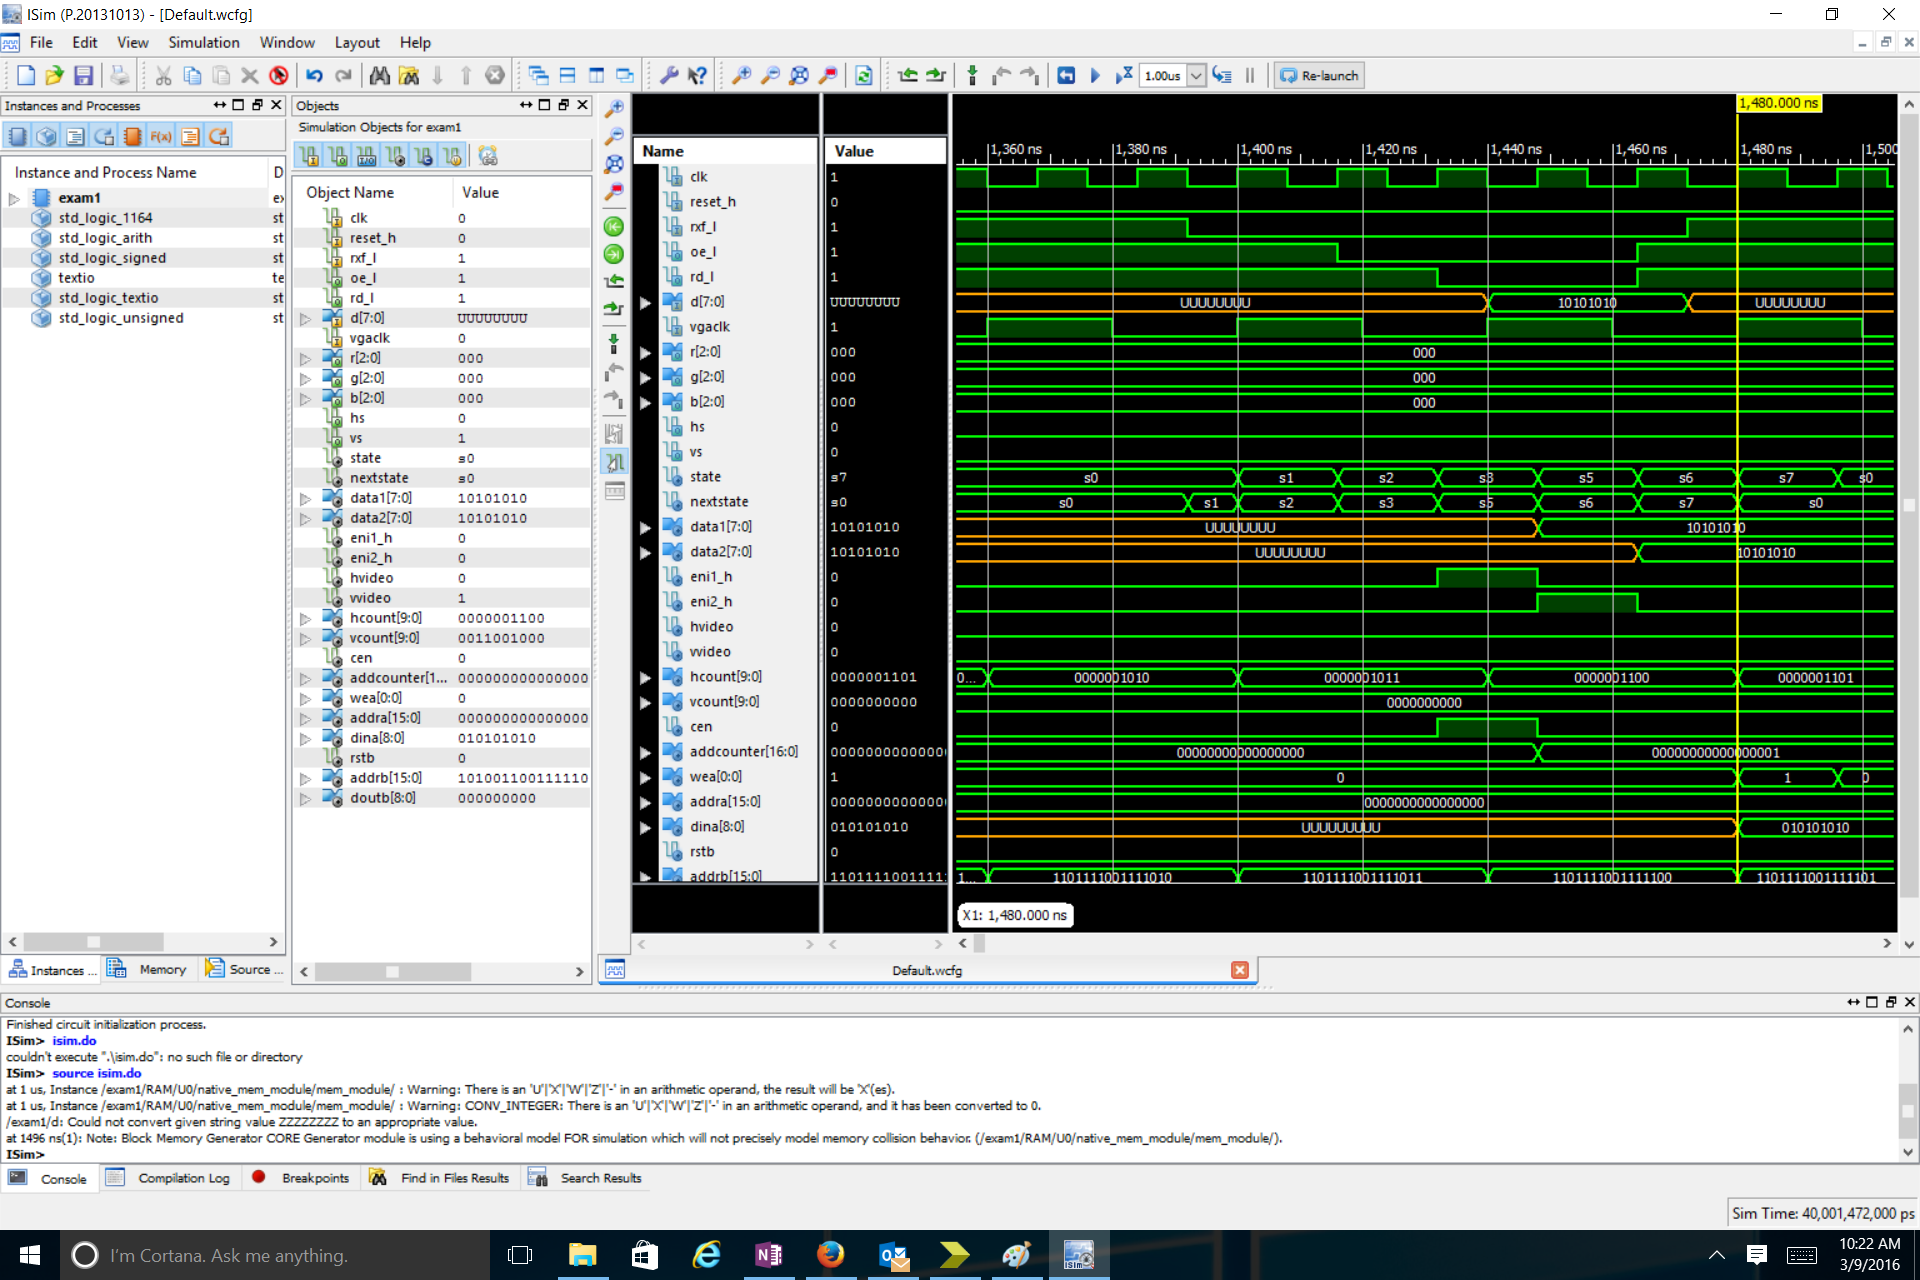 ISim (P.20131013) - [Default.wcfg]
File Edit View Simulation Window Layout Help
1.00us Re-launch
Instances and Processes
Instance and Process Name D
exam1 e
std_logic_1164 st
std_logic_arith st
std_logic_signed st
textio te
std_logic_textio st
std_logic_unsigned st
Instances ... Memory Source ...
Objects
Simulation Objects for exam1
Object Name Value
clk 0
reset_h 0
rxf_l 1
oe_l 1
rd_l 1
d[7:0] UUUUUUUU
vgaclk 0
r[2:0] 000
g[2:0] 000
b[2:0] 000
hs 0
vs 1
state s0
nextstate s0
data1[7:0] 10101010
data2[7:0] 10101010
eni1_h 0
eni2_h 0
hvideo 0
vvideo 1
hcount[9:0] 0000001100
vcount[9:0] 0011001000
cen 0
addcounter[1... 000000000000000
wea[0:0] 0
addra[15:0] 000000000000000
dina[8:0] 010101010
rstb 0
addrb[15:0] 101001100111110
doutb[8:0] 000000000
1,480.000 ns
1,360 ns 1,380 ns 1,400 ns 1,420 ns 1,440 ns 1,460 ns 1,480 ns 1,500
Name Value
clk 1
reset_h 0
rxf_l 1
oe_l 1
rd_l 1
d[7:0] UUUUUUUU UUUUUUUU 10101010 UUUUUUUU
vgaclk 1
r[2:0] 000 000
g[2:0] 000 000
b[2:0] 000 000
hs 0
vs 0
state s7 s0 s1 s2 s3 s5 s6 s7 s0
nextstate s0 s0 s1 s2 s3 s5 s6 s7 s0
data1[7:0] 10101010 UUUUUUUU 10101010
data2[7:0] 10101010 UUUUUUUU 10101010
eni1_h 0
eni2_h 0
hvideo 0
vvideo 0
hcount[9:0] 0000001101 0... 0000001010 0000001011 0000001100 0000001101
vcount[9:0] 0000000000 0000000000
cen 0
addcounter[16:0] 00000000000000 00000000000000000 00000000000000001
wea[0:0] 1 0 1 0
addra[15:0] 00000000000000 0000000000000000
dina[8:0] 010101010 UUUUUUUUU 010101010
rstb 0
addrb[15:0] 11011110011111 1... 1101111001111010 1101111001111011 1101111001111100 1101111001111101
X1: 1,480.000 ns
Default.wcfg
Console
Finished circuit initialization process.
ISim> isim.do
couldn't execute ".\isim.do": no such file or directory
ISim> source isim.do
at 1 us, Instance /exam1/RAM/U0/native_mem_module/mem_module/ : Warning: There is an 'U'|'X'|'W'|'Z'|'-' in an arithmetic operand, the result will be 'X'(es).
at 1 us, Instance /exam1/RAM/U0/native_mem_module/mem_module/ : Warning: CONV_INTEGER: There is an 'U'|'X'|'W'|'Z'|'-' in an arithmetic operand, and it has been converted to 0.
/exam1/d: Could not convert given string value ZZZZZZZZ to an appropriate value.
at 1496 ns(1): Note: Block Memory Generator CORE Generator module is using a behavioral model FOR simulation which will not precisely model memory collision behavior. (/exam1/RAM/U0/native_mem_module/mem_module/).
ISim>
Console Compilation Log Breakpoints Find in Files Results Search Results
Sim Time: 40,001,472,000 ps
I'm Cortana. Ask me anything.
10:22 AM
3/9/2016